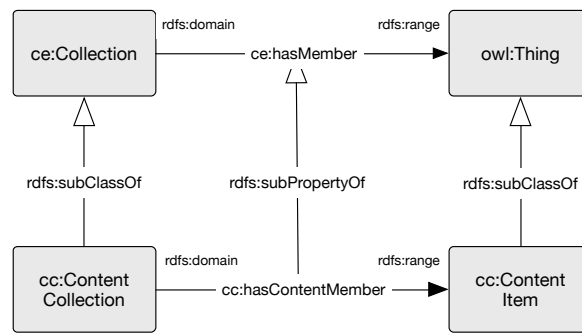 rdfs:domain
rdfs:range
ce:Collection
ce:hasMember
owl:Thing
rdfs:subClassOf
rdfs:subPropertyOf
rdfs:subClassOf
rdfs:domain
rdfs:range
cc:Content
Collection
cc:hasContentMember
cc:Content
Item